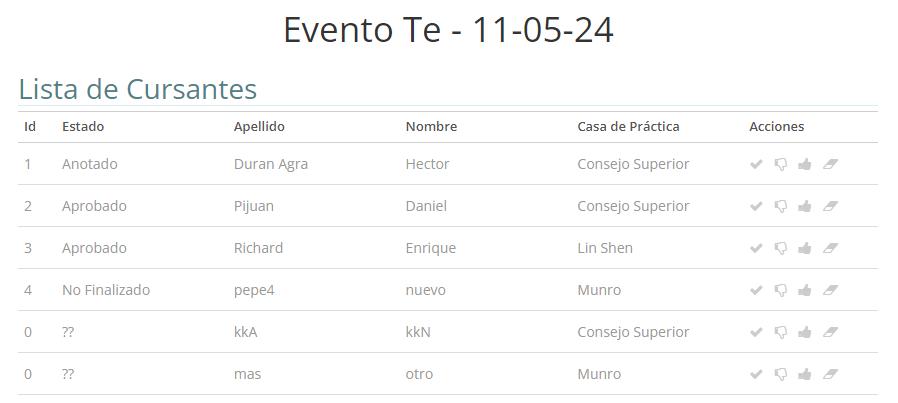 Evento Te - 11-05-24
Lista de Cursantes
Id Estado Apellido Nombre Casa de Práctica Acciones
1 Anotado Duran Agra Hector Consejo Superior
2 Aprobado Pijuan Daniel Consejo Superior
3 Aprobado Richard Enrique Lin Shen
4 No Finalizado pepe4 nuevo Munro
0 ?? kkA kkN Consejo Superior
0 ?? mas otro Munro